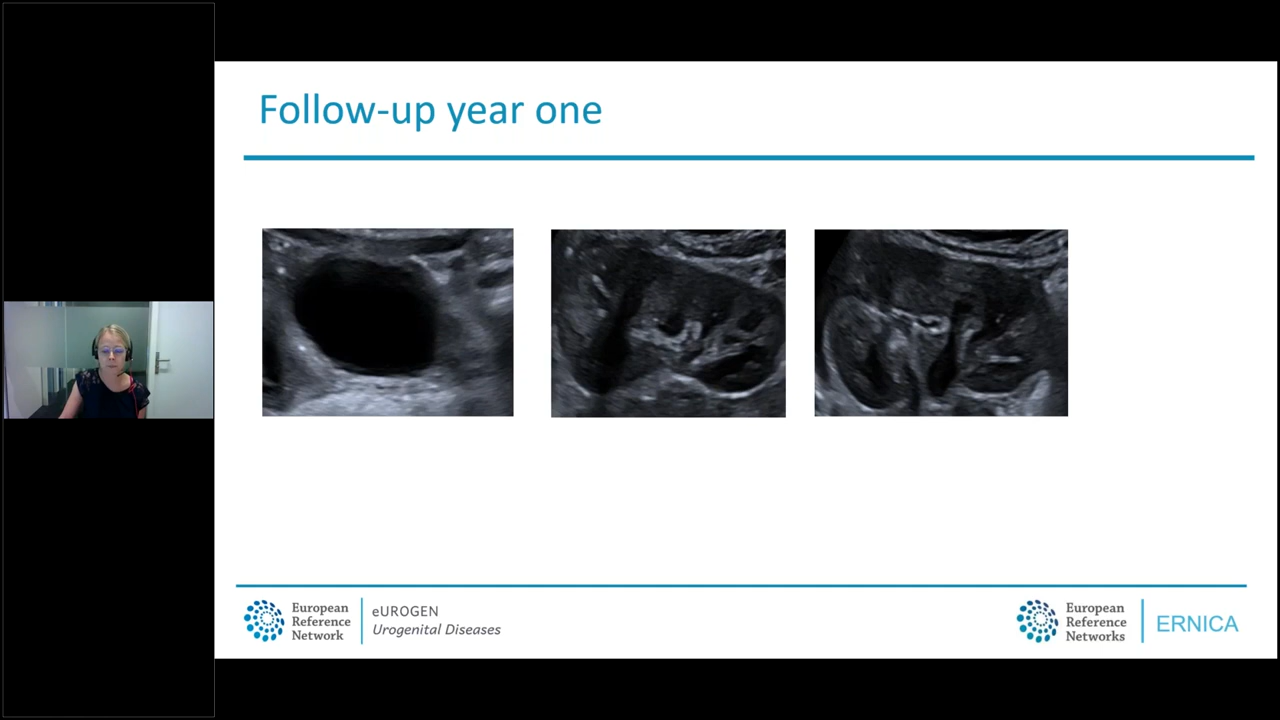 Follow-up year one
European
Reference
Network
eUROGEN
Urogenital Diseases
European
Reference
Networks
ERNICA